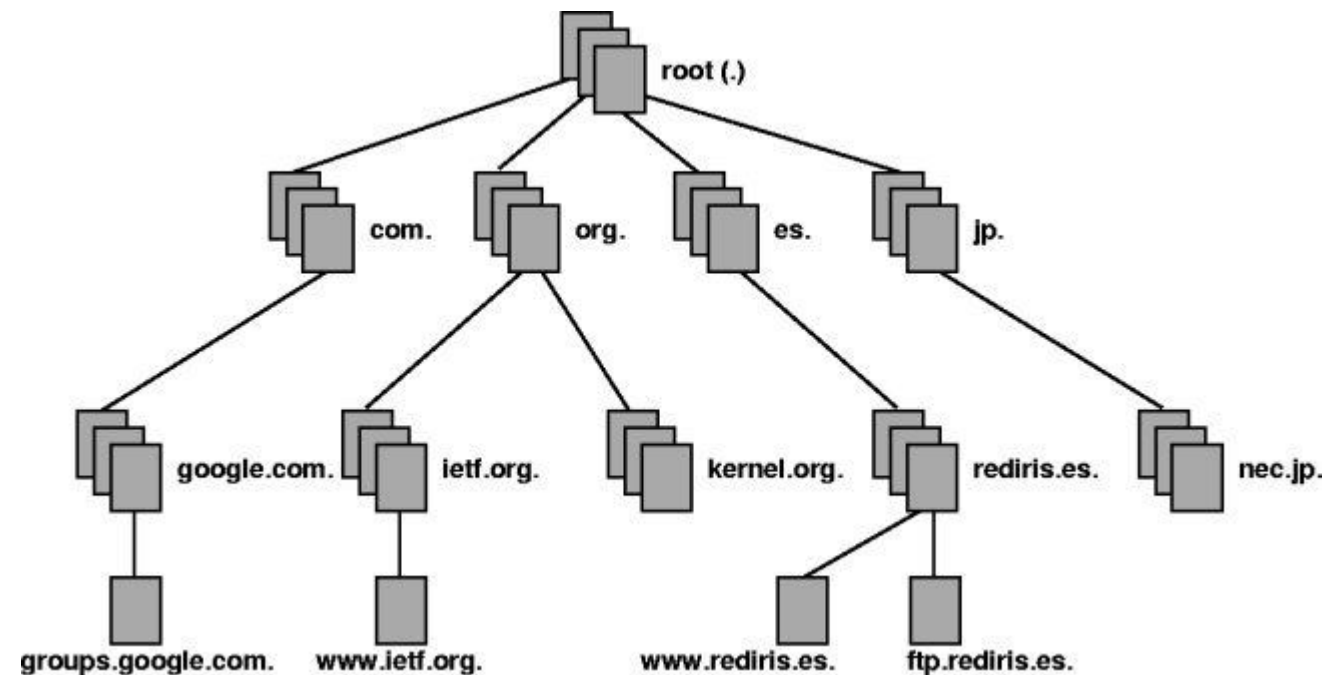 root (.)
com.
org.
es.
jp.
google.com.
ietf.org.
kernel.org.
rediris.es.
nec.jp.
groups.google.com.
www.ietf.org.
www.rediris.es.
ftp.rediris.es.